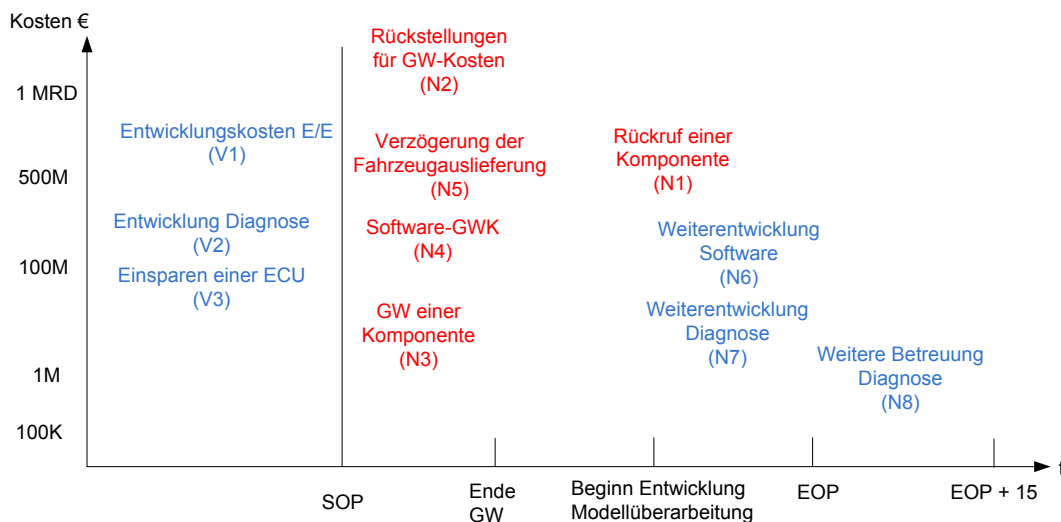 Kosten €
1 MRD
500M
100M
1M
100K
Entwicklungskosten E/E
(V1)
Entwicklung Diagnose
(V2)
Einsparen einer ECU
(V3)
Rückstellungen
für GW-Kosten
(N2)
Verzögerung der
Fahrzeugauslieferung
(N5)
Software-GWK
(N4)
GW einer
Komponente
(N3)
Rückruf einer
Komponente
(N1)
Weiterentwicklung
Software
(N6)
Weiterentwicklung
Diagnose
(N7)
Weitere Betreuung
Diagnose
(N8)
SOP
Ende
GW
Beginn Entwicklung
Modellüberarbeitung
EOP
EOP + 15
t